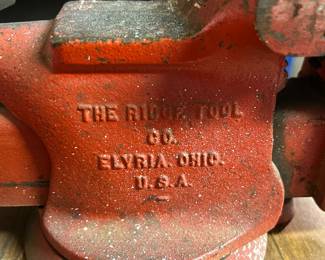 THE RIDGE TOOL
CO.
ELYRIA, OHIO.
U.S.A.